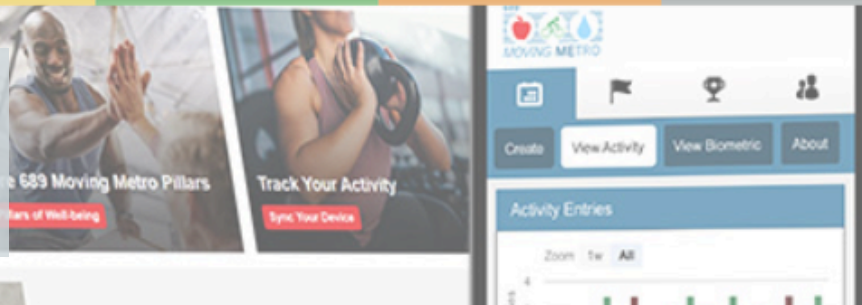 MOVING METRO
Create
View Activity
View Biometric
About
e 689 Moving Metro Pillars
Track Your Activity
llars of Well-being
Sync Your Device
Activity Entries
Zoom 1w All
4